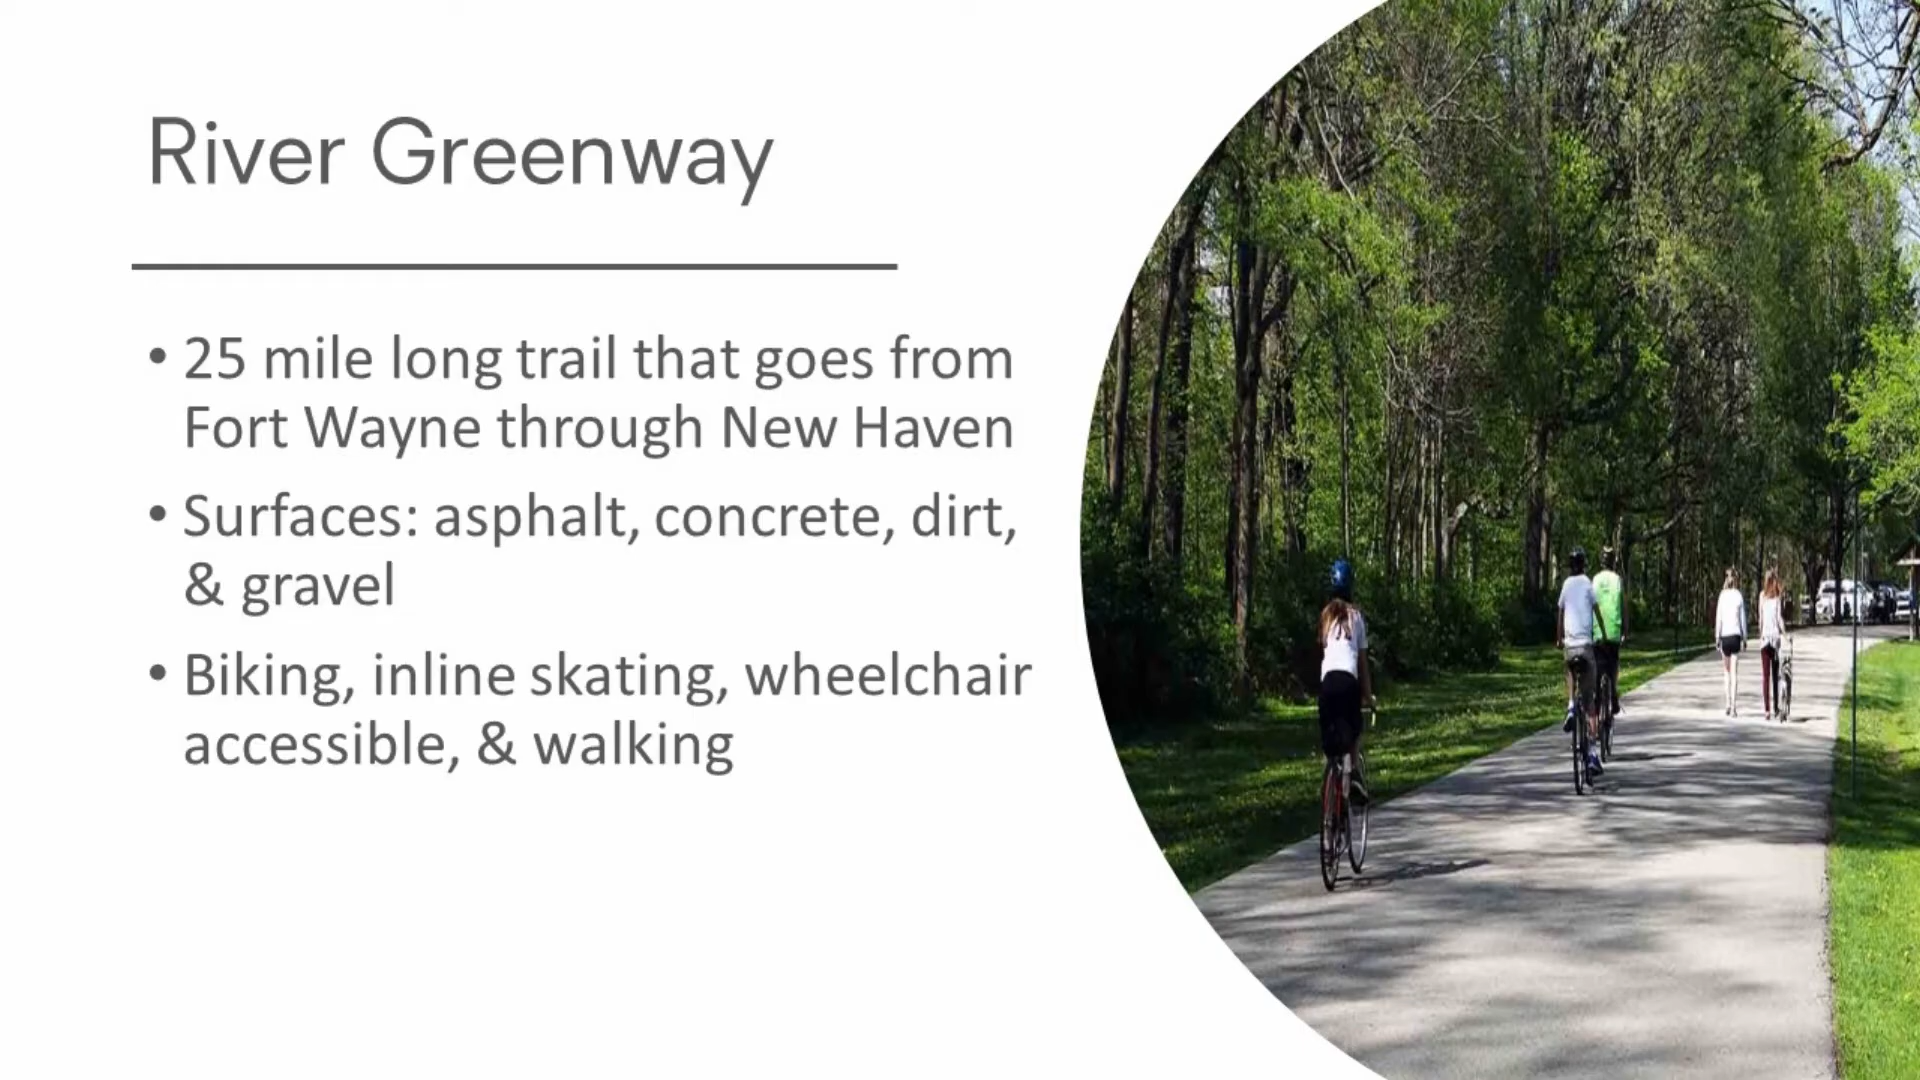 River Greenway
• 25 mile long trail that goes from
Fort Wayne through New Haven
• Surfaces: asphalt, concrete, dirt,
& gravel
• Biking, inline skating, wheelchair
accessible, & walking